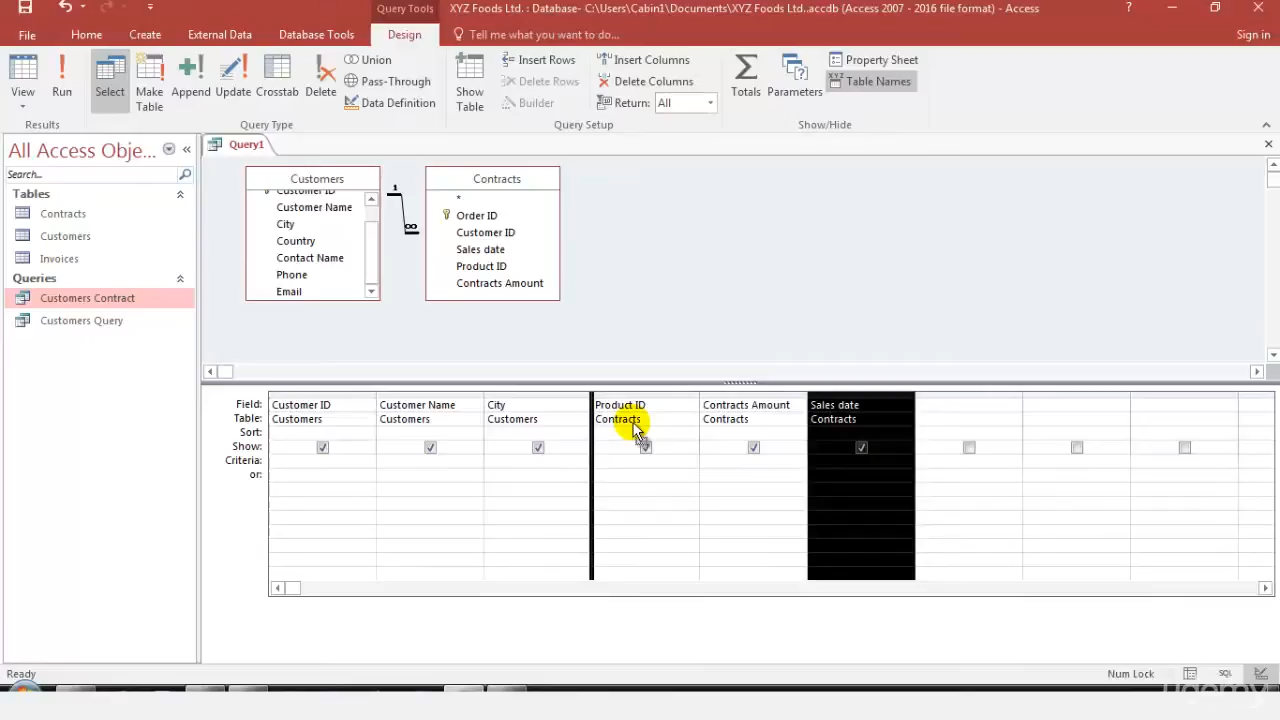 Query Tools
XYZ Foods Ltd. : Database- C:\Users\Cabin1\Documents\XYZ Foods Ltd..accdb (Access 2007 - 2016 file format) - Access
?
File
Home
Create
External Data
Database Tools
Design
Tell me what you want to do...
Sign in
View
Run
Select
Make Table
Append
Update
Crosstab
Delete
Union
Pass-Through
Data Definition
Show Table
Insert Rows
Delete Rows
Builder
Insert Columns
Delete Columns
Return: All
Totals
Parameters
Property Sheet
XYZ Table Names
Results
Query Type
Query Setup
Show/Hide
All Access Obje...
Search...
Tables
Contracts
Customers
Invoices
Queries
Customers Contract
Customers Query
Query1
Customers
Customer ID
Customer Name
City
Country
Contact Name
Phone
Email
1
∞
Contracts
*
Order ID
Customer ID
Sales date
Product ID
Contracts Amount
Field: Customer ID Customer Name City Product ID Contracts Amount Sales date
Table: Customers Customers Customers Contracts Contracts Contracts
Sort:
Show:
Criteria:
or:
Ready
Num Lock
SQL
udemy